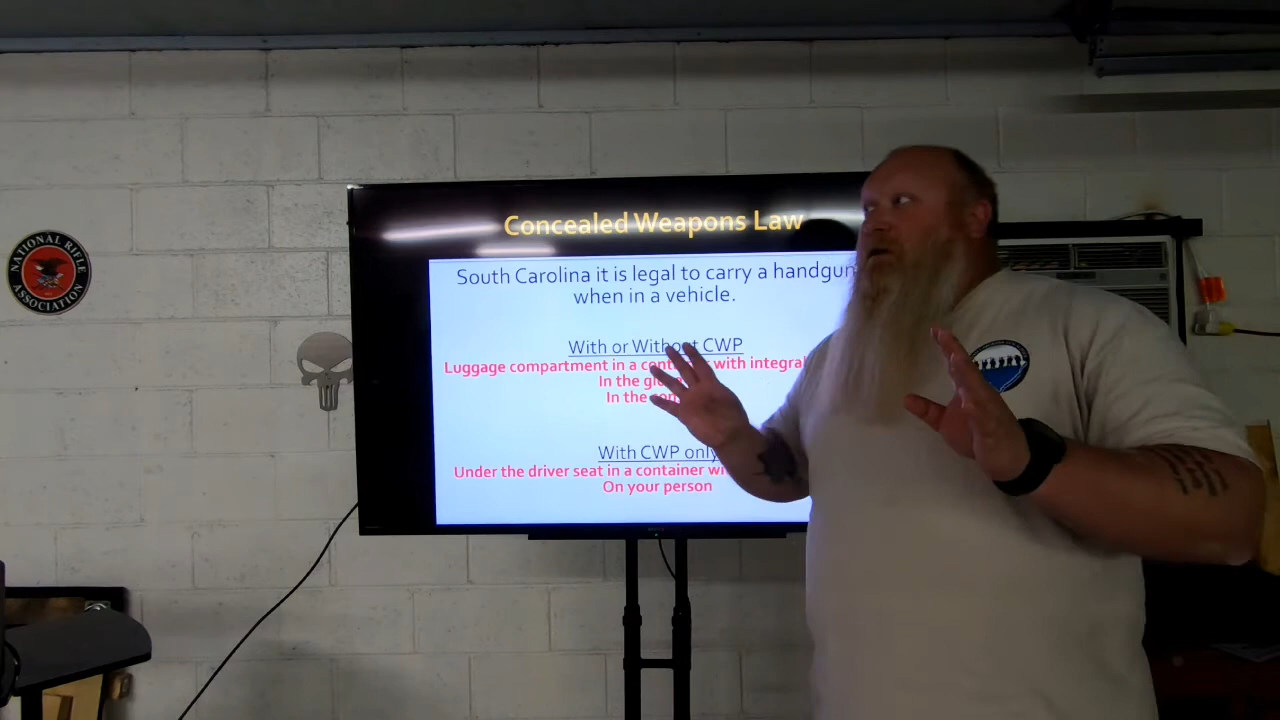 Concealed Weapons Law
South Carolina it is legal to carry a handgun
when in a vehicle.
With or Without CWP
Luggage compartment in a container with integral
In the
In the
With CWP only
Under the driver seat in a container
On your person
NATIONAL RIFLE
ASSOCIATION